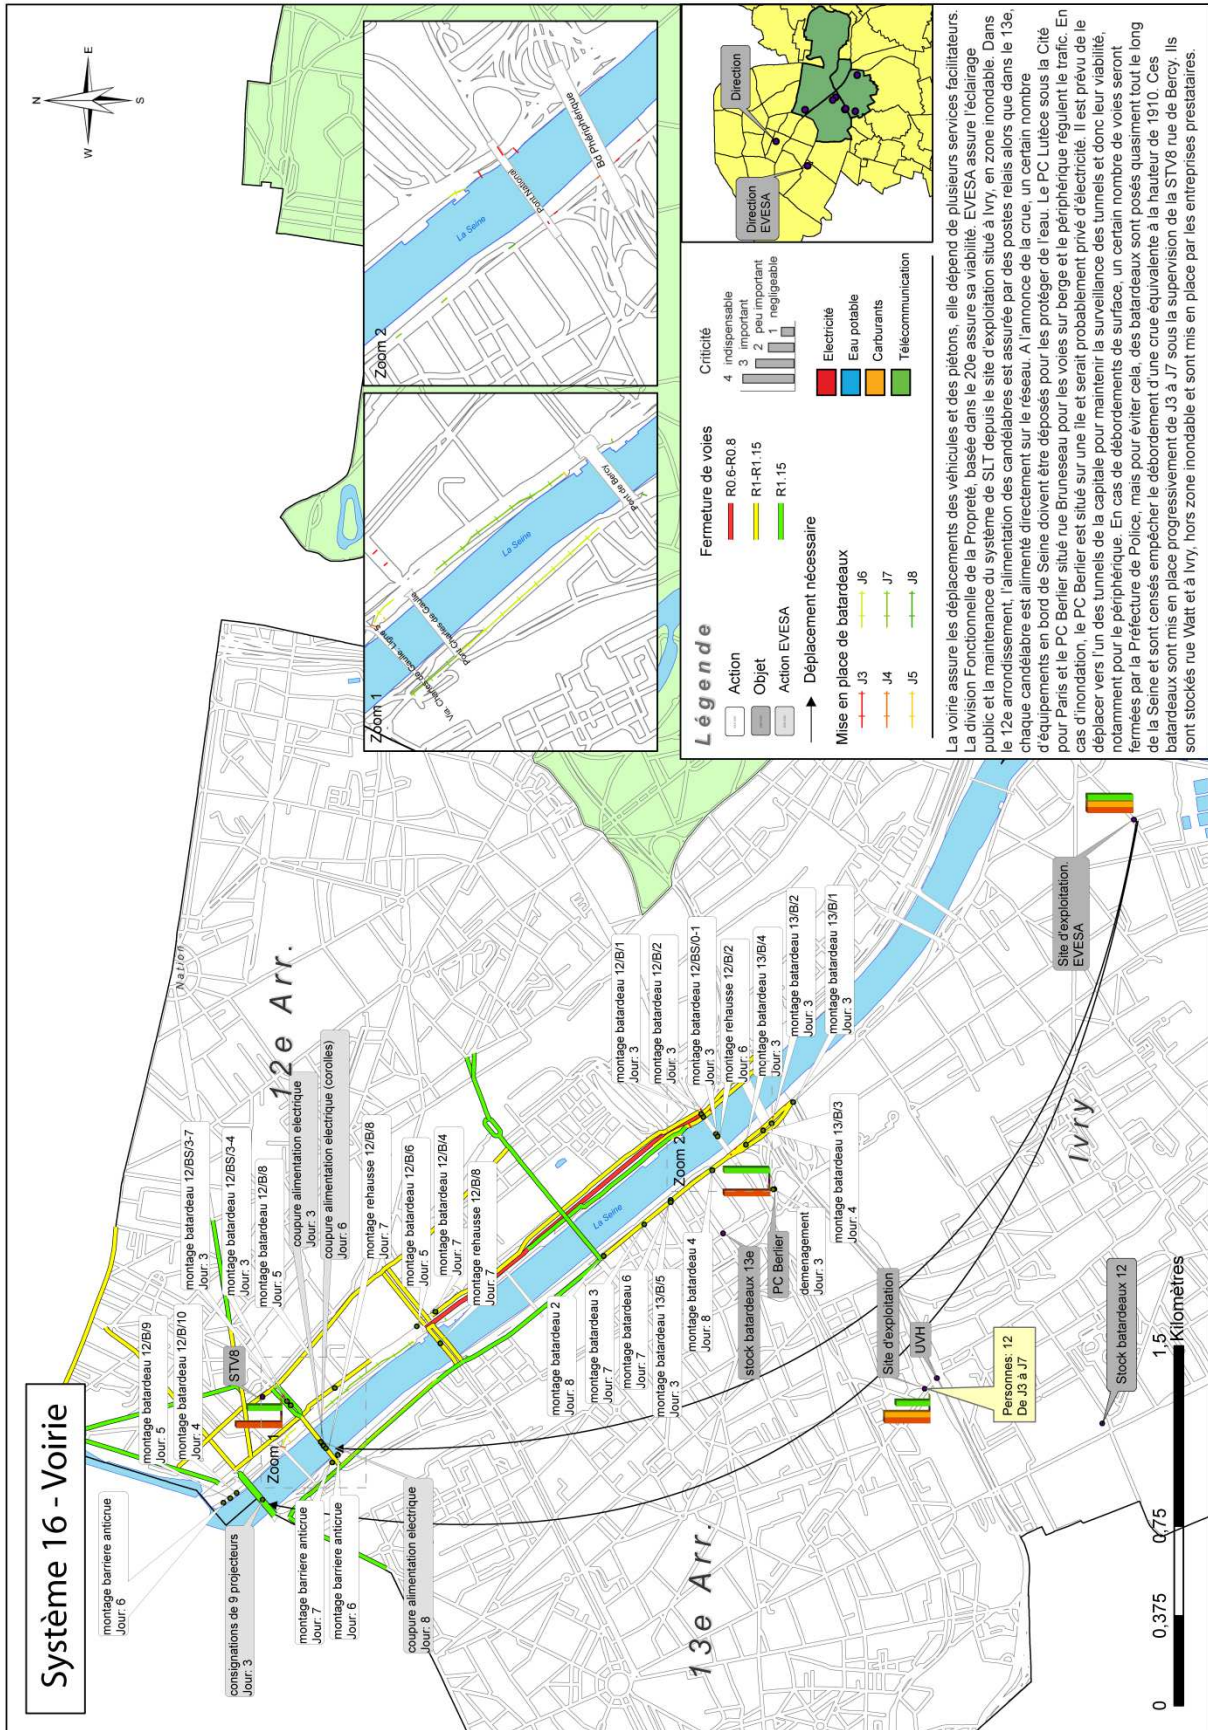 Système 16 - Voirie
N
W
E
S
Nation
12e Arr.
13e Arr.
Ivry
La Seine
Zoom 1
Zoom 2
montage barriere anticrue
Jour: 6
montage batardeau 12/B/9
Jour: 5
montage batardeau 12/B/10
Jour: 4
STV8
montage batardeau 12/BS/3-7
Jour: 3
montage batardeau 12/BS/3-4
Jour: 3
montage batardeau 12/B/8
Jour: 5
coupure alimentation electrique
Jour: 3
coupure alimentation electrique (corolles)
Jour: 6
montage rehausse 12/B/8
Jour: 7
montage batardeau 12/B/6
Jour: 5
montage batardeau 12/B/4
Jour: 7
montage rehausse 12/B/8
Jour: 7
consignations de 9 projecteurs
Jour: 3
montage barriere anticrue
Jour: 7
montage barriere anticrue
Jour: 6
coupure alimentation electrique
Jour: 8
montage batardeau 2
Jour: 8
montage batardeau 3
Jour: 7
montage batardeau 6
Jour: 7
montage batardeau 13/B/5
Jour: 3
montage batardeau 4
Jour: 8
stock batardeaux 13e
PC Berlier
demenagement
Jour: 3
montage batardeau 13/B/3
Jour: 4
montage batardeau 12/B/1
Jour: 3
montage batardeau 12/B/2
Jour: 3
montage batardeau 12/BS/0-1
Jour: 3
montage rehausse 12/B/2
Jour: 6
montage batardeau 13/B/4
Jour: 3
montage batardeau 13/B/2
Jour: 3
montage batardeau 13/B/1
Jour: 3
Site d'exploitation
UVH
Personnes: 12
De J3 à J7
Stock batardeaux 12
Site d'exploitation.
EVESA
0
0,375
0,75
1,5
Kilomètres
Zoom 1
Via. Charles de Gaulle, Ligne 5
Pont Charles de Gaulle
La Seine
Pont de Bercy
Zoom 2
La Seine
Pont National
Bd Phériphérique
Légende
Action
Objet
Action EVESA
Déplacement nécessaire
Mise en place de batardeaux
J3
J4
J5
J6
J7
J8
Fermeture de voies
R0.6-R0.8
R1-R1.15
R1.15
Criticité
4 indispensable
3 important
2 peu important
1 negligeable
Electricité
Eau potable
Carburants
Télécommunication
Direction
EVESA
Direction
La voirie assure les déplacements des véhicules et des piétons, elle dépend de plusieurs services facilitateurs.
La division Fonctionnelle de la Propreté, basée dans le 20e assure sa viabilité. EVESA assure l'éclairage
public et la maintenance du système de SLT depuis le site d'exploitation situé à Ivry, en zone inondable. Dans
le 12e arrondissement, l'alimentation des candélabres est assurée par des postes relais alors que dans le 13e,
chaque candélabre est alimenté directement sur le réseau. A l'annonce de la crue, un certain nombre
d'équipements en bord de Seine doivent être déposés pour les protéger de l'eau. Le PC Lutèce sous la Cité
pour Paris et le PC Berlier situé rue Bruneseau pour les voies sur berge et le périphérique régulent le trafic. En
cas d'inondation, le PC Berlier est situé sur une île et serait probablement privé d'électricité. Il est prévu de le
déplacer vers l'un des tunnels de la capitale pour maintenir la surveillance des tunnels et donc leur viabilité,
notamment pour le périphérique. En cas de débordements de surface, un certain nombre de voies seront
fermées par la Préfecture de Police, mais pour éviter cela, des batardeaux sont posés quasiment tout le long
de la Seine et sont censés empêcher le débordement d'une crue équivalente à la hauteur de 1910. Ces
batardeaux sont mis en place progressivement de J3 à J7 sous la supervision de la STV8 rue de Bercy. Ils
sont stockés rue Watt et à Ivry, hors zone inondable et sont mis en place par les entreprises prestataires.